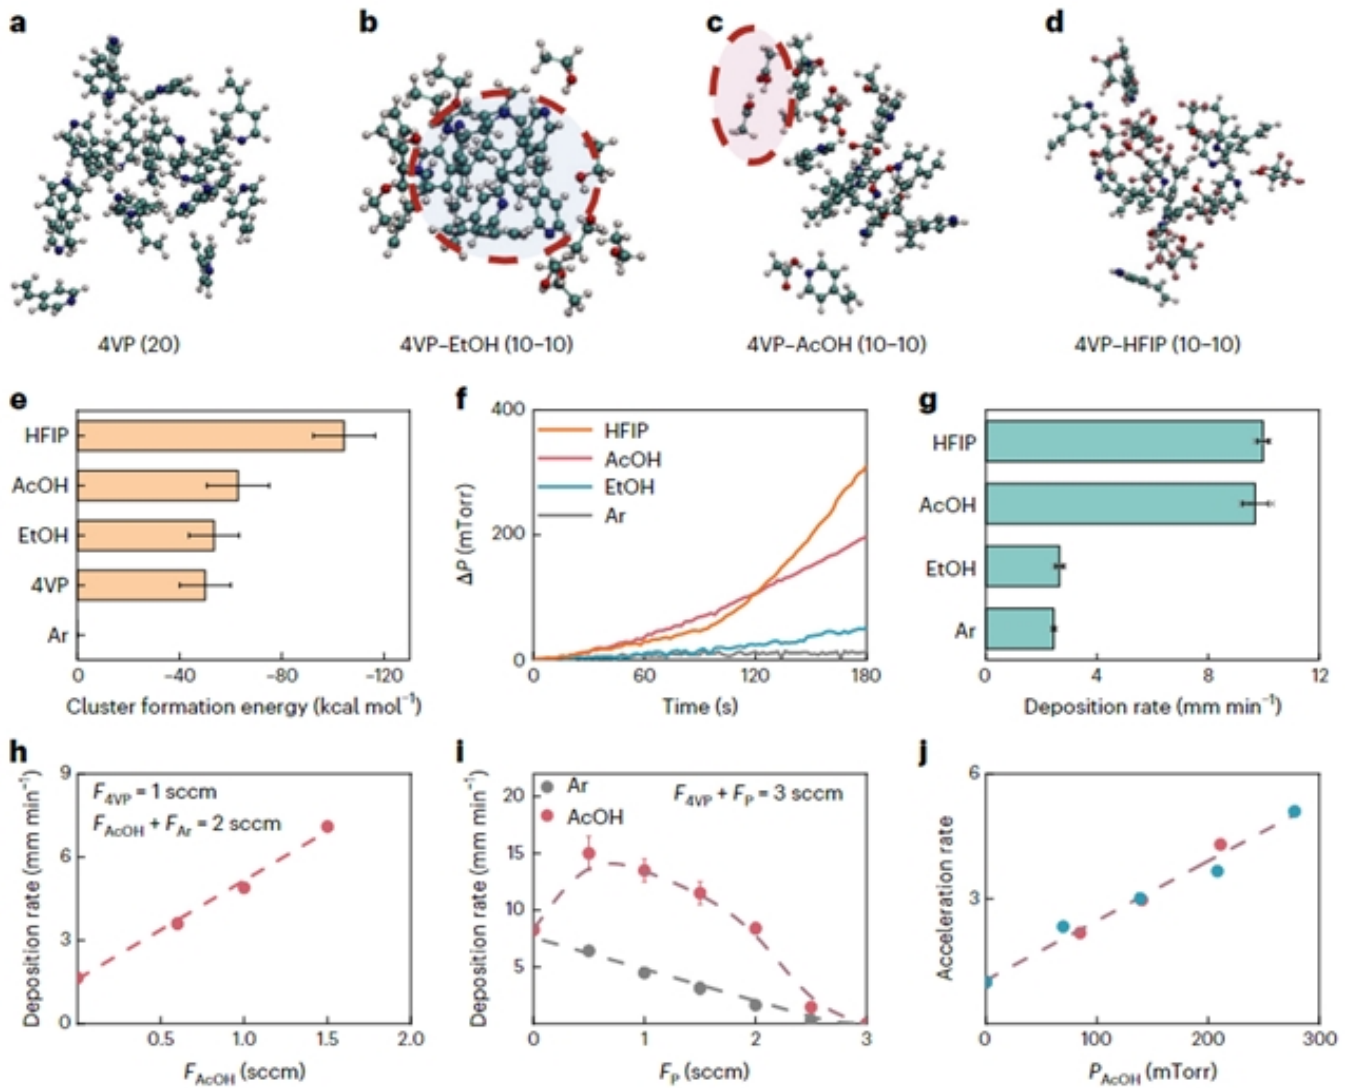 a
b
c
d
4VP (20)
4VP–EtOH (10–10)
4VP–AcOH (10–10)
4VP–HFIP (10–10)
e
HFIP
AcOH
EtOH
4VP
Ar
0
−40
−80
−120
Cluster formation energy (kcal mol⁻¹)
f
400
200
0
ΔP (mTorr)
HFIP
AcOH
EtOH
Ar
0
60
120
180
Time (s)
g
HFIP
AcOH
EtOH
Ar
0
4
8
12
Deposition rate (mm min⁻¹)
h
Deposition rate (mm min⁻¹)
9
6
3
0
F4VP = 1 sccm
FAcOH + FAr = 2 sccm
0.5
1.0
1.5
2.0
FAcOH (sccm)
i
Deposition rate (mm min⁻¹)
20
15
10
5
Ar
AcOH
F4VP + FP = 3 sccm
0
1
2
3
FP (sccm)
j
Acceleration rate
6
3
0
100
200
300
PAcOH (mTorr)